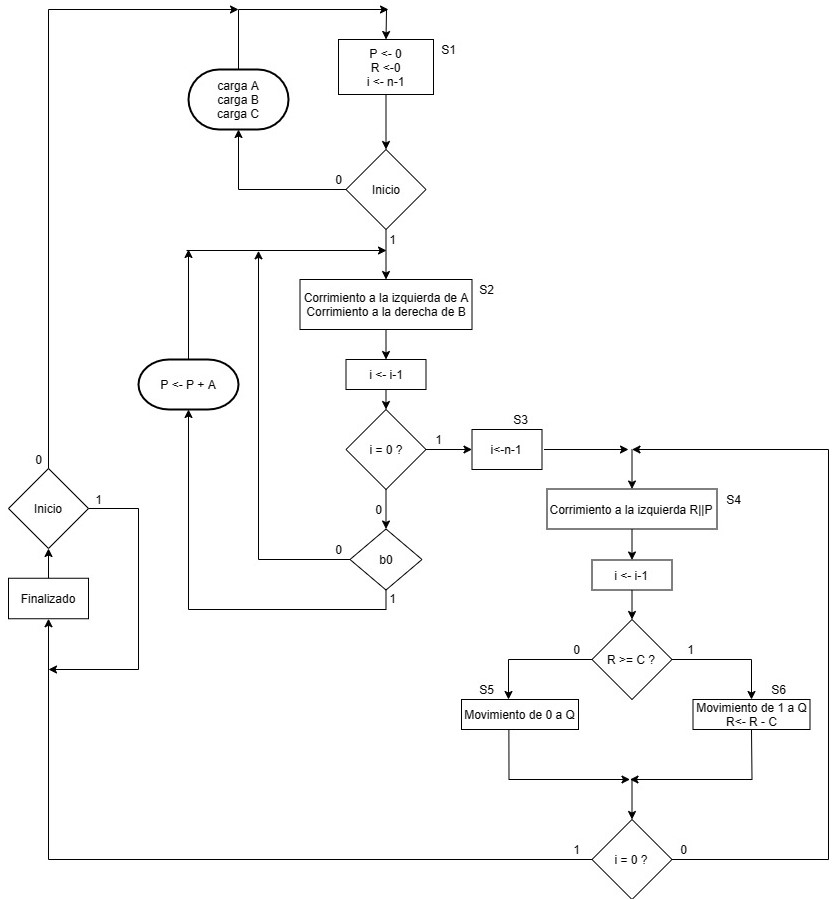 S1
P <- 0
R <-0
i <- n-1
carga A
carga B
carga C
0
Inicio
1
S2
Corrimiento a la izquierda de A
Corrimiento a la derecha de B
i <- i-1
P <- P + A
i = 0 ?
1
S3
i<-n-1
0
b0
0
1
0
Inicio
1
Finalizado
S4
Corrimiento a la izquierda R||P
i <- i-1
0
R >= C ?
1
S5
Movimiento de 0 a Q
S6
Movimiento de 1 a Q
R<- R - C
1
i = 0 ?
0